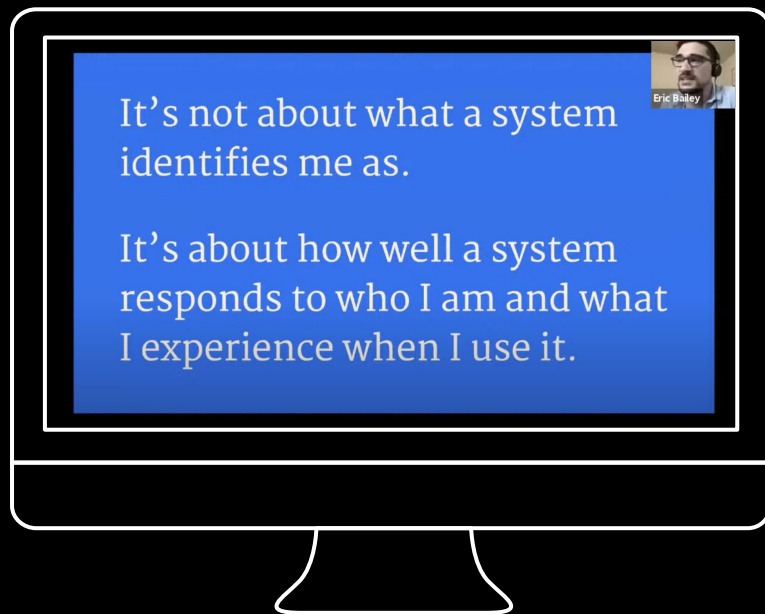 It’s not about what a system
identifies me as.
It’s about how well a system
responds to who I am and what
I experience when I use it.
Eric Bailey